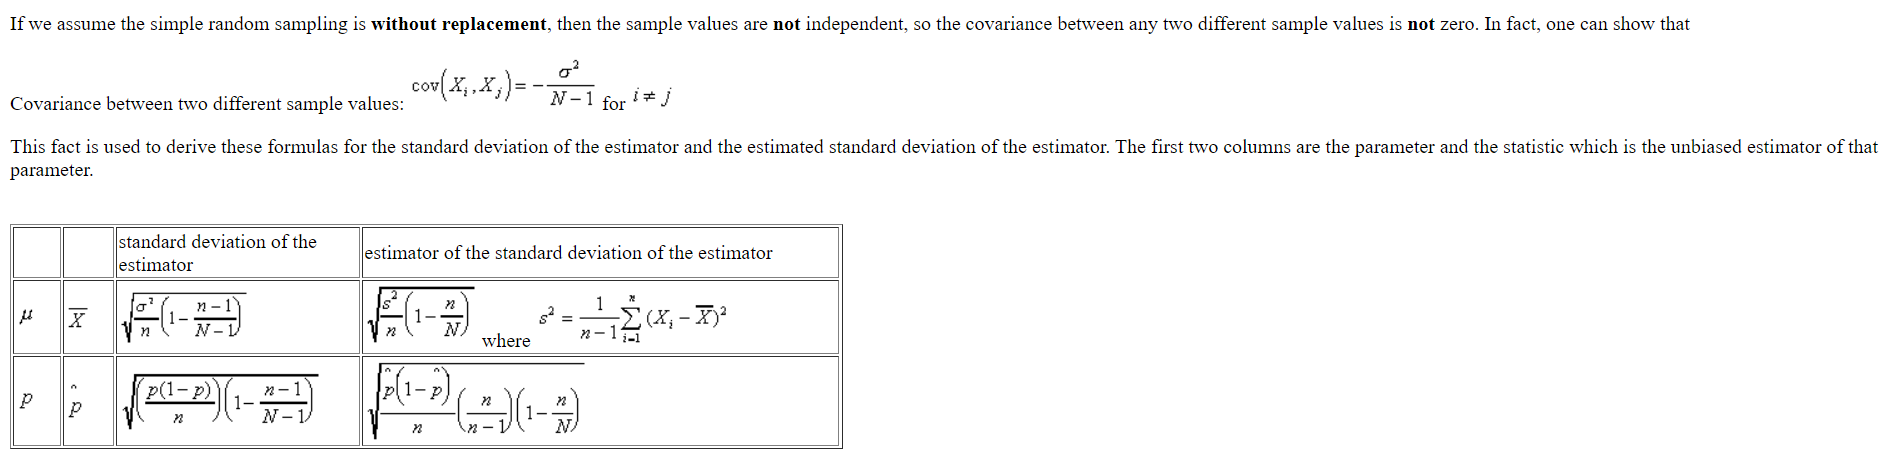 If we assume the simple random sampling is without replacement, then the sample values are not independent, so the covariance between any two different sample values is not zero. In fact, one can show that
Covariance between two different sample values: cov(X_i, X_j) = -σ²/(N-1) for i≠j
This fact is used to derive these formulas for the standard deviation of the estimator and the estimated standard deviation of the estimator. The first two columns are the parameter and the statistic which is the unbiased estimator of that
parameter.
standard deviation of the
estimator
estimator of the standard deviation of the estimator
μ
X̅
√(σ²/n (1 - (n-1)/(N-1)))
√(s²/n (1 - n/N)) where s² = 1/(n-1) ∑_{i=1}^{n} (X_i - X̅)²
p
p̂
√((p(1-p)/n)(1 - (n-1)/(N-1)))
√(p̂(1-p̂)/n (n/(n-1))(1 - n/N))